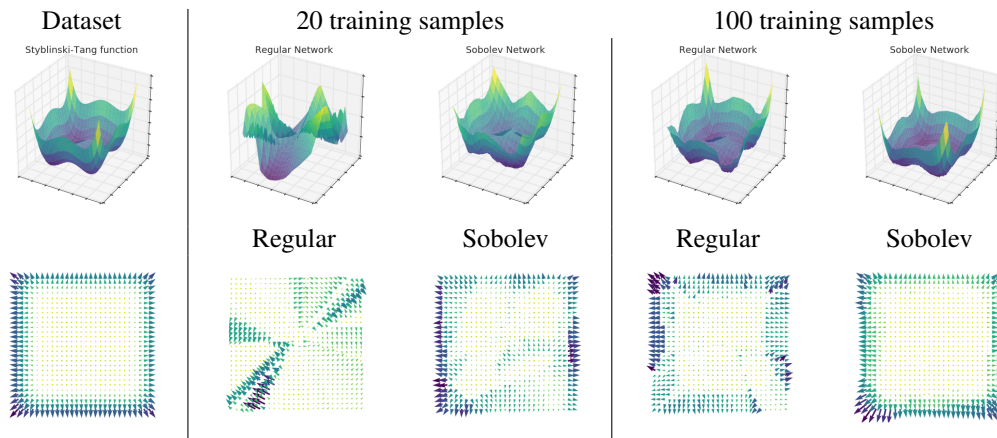 Dataset
20 training samples
100 training samples
Styblinski-Tang function
Regular Network
Sobolev Network
Regular Network
Sobolev Network
Regular
Sobolev
Regular
Sobolev